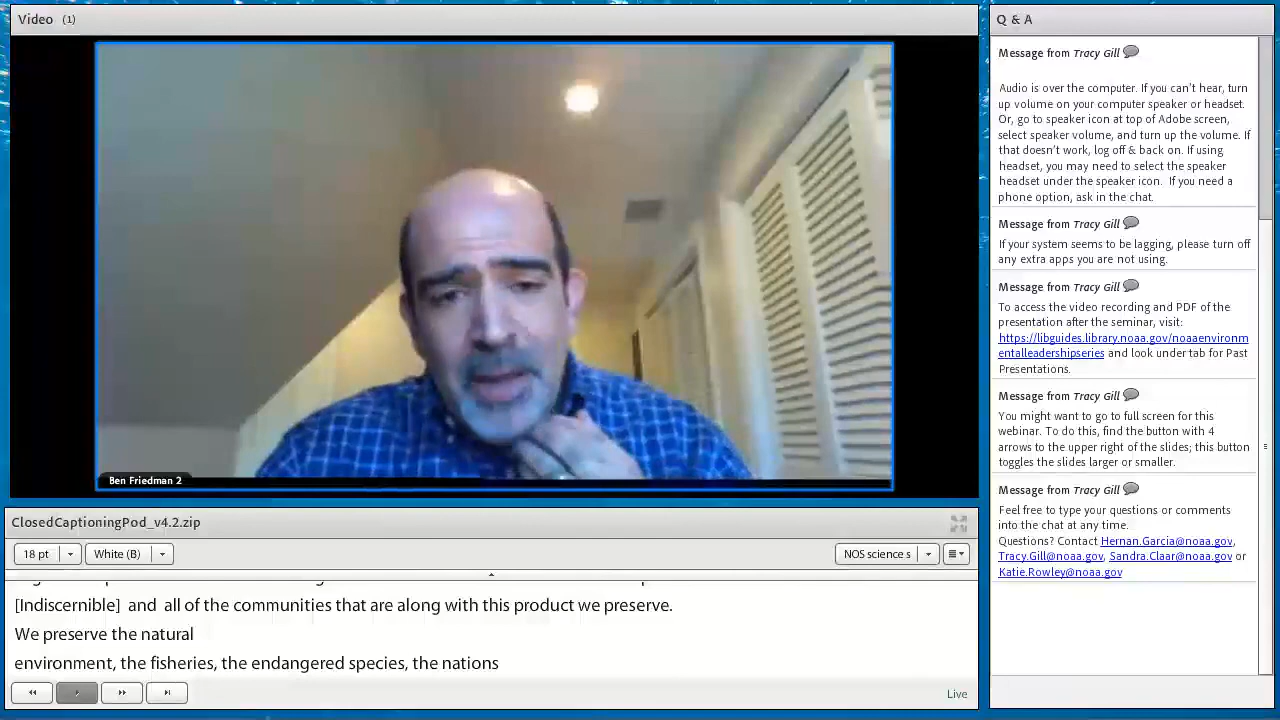 Video (1)
Ben Friedman 2
ClosedCaptioningPod_v4.2.zip
18 pt
White (B)
NOS science s
[Indiscernible] and all of the communities that are along with this product we preserve.
We preserve the natural
environment, the fisheries, the endangered species, the nations
Live
Q & A
Message from Tracy Gill
Audio is over the computer. If you can't hear, turn
up volume on your computer speaker or headset.
Or, go to speaker icon at top of Adobe screen,
select speaker volume, and turn up the volume. If
that doesn't work, log off & back on. If using
headset, you may need to select the speaker
headset under the speaker icon. If you need a
phone option, ask in the chat.
Message from Tracy Gill
If your system seems to be lagging, please turn off
any extra apps you are not using.
Message from Tracy Gill
To access the video recording and PDF of the
presentation after the seminar, visit:
https://libguides.library.noaa.gov/noaaenvironm
entalleadershipseries and look under tab for Past
Presentations.
Message from Tracy Gill
You might want to go to full screen for this
webinar. To do this, find the button with 4
arrows to the upper right of the slides; this button
toggles the slides larger or smaller.
Message from Tracy Gill
Feel free to type your questions or comments
into the chat at any time.
Questions? Contact Hernan.Garcia@noaa.gov,
Tracy.Gill@noaa.gov, Sandra.Claar@noaa.gov or
Katie.Rowley@noaa.gov